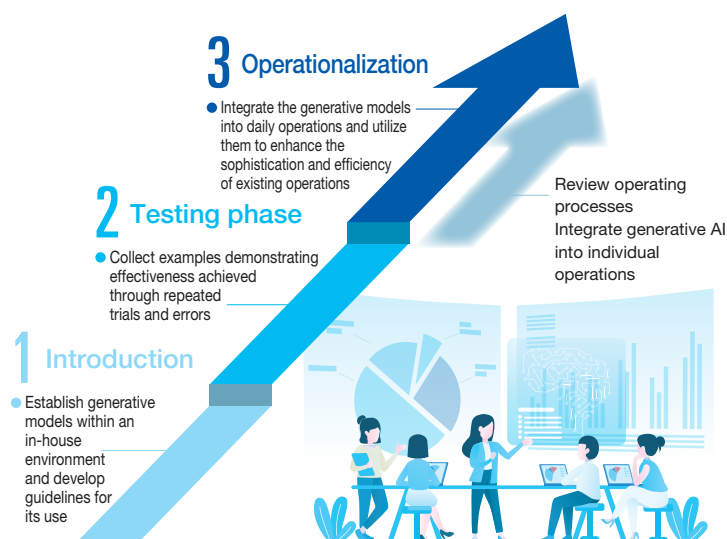 3 Operationalization
● Integrate the generative models
into daily operations and utilize
them to enhance the
sophistication and efficiency
of existing operations
2 Testing phase
● Collect examples demonstrating
effectiveness achieved
through repeated
trials and errors
Review operating
processes
Integrate generative AI
into individual
operations
1 Introduction
● Establish generative
models within an
in-house
environment
and develop
guidelines for
its use